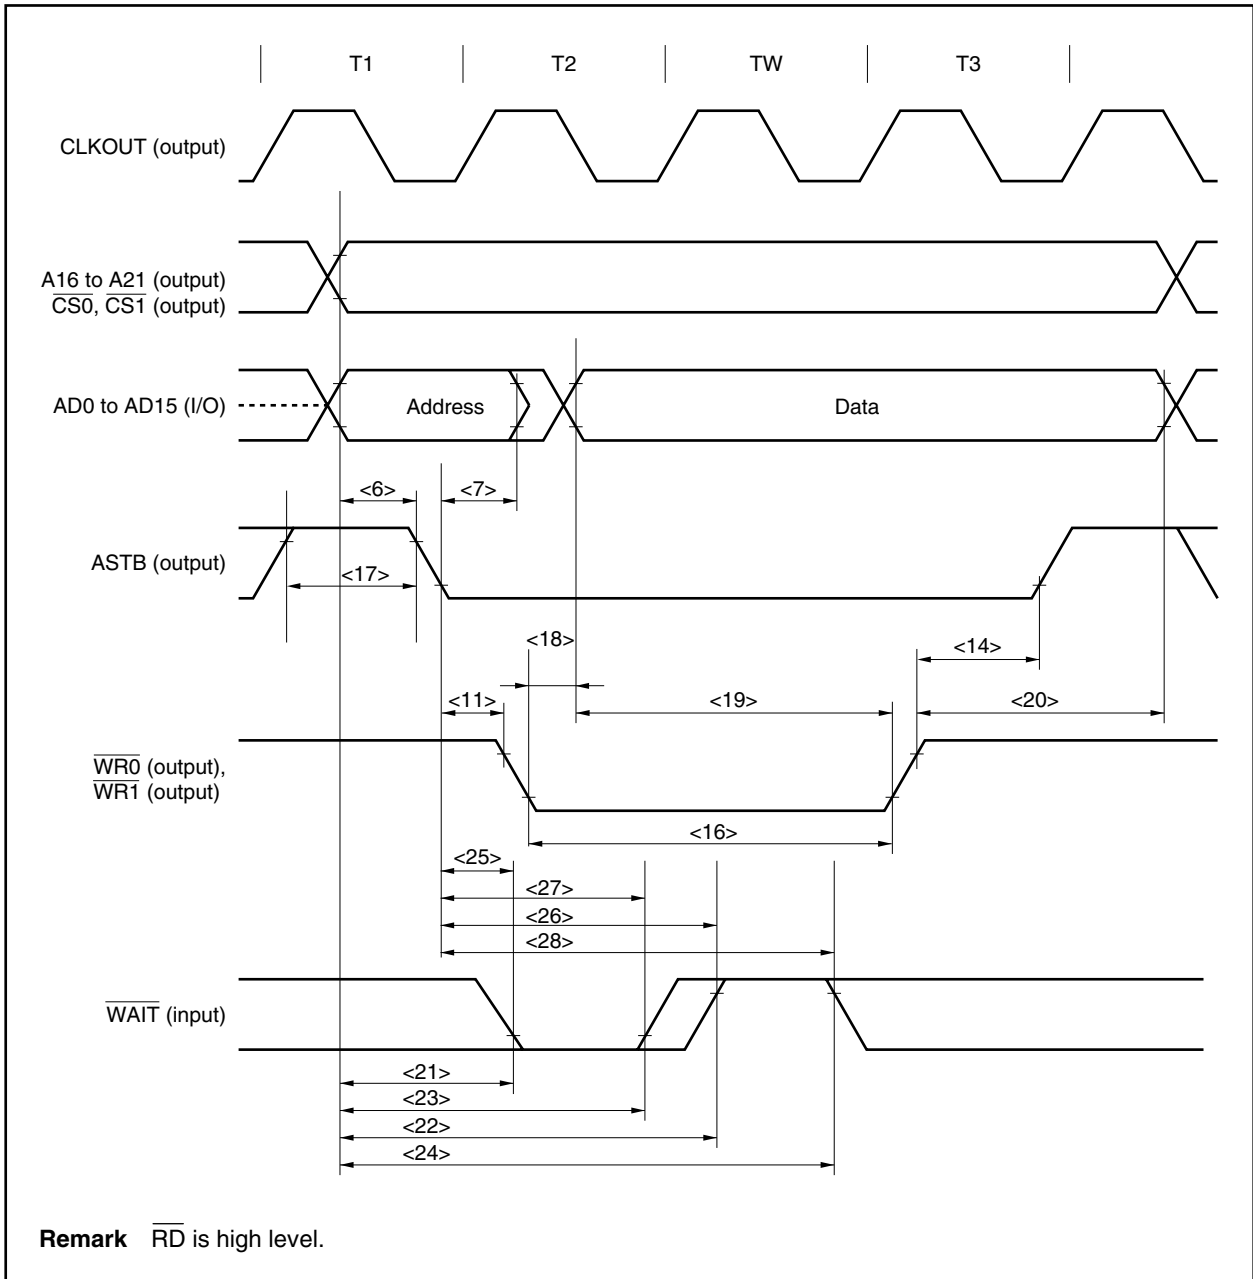 T1 T2 TW T3
CLKOUT (output)
A16 to A21 (output)
CS0, CS1 (output)
AD0 to AD15 (I/O)
Address
Data
<6>
<7>
ASTB (output)
<17>
<18>
<14>
<11>
<19>
<20>
WR0 (output),
WR1 (output)
<16>
<25>
<27>
<26>
<28>
WAIT (input)
<21>
<23>
<22>
<24>
Remark RD is high level.